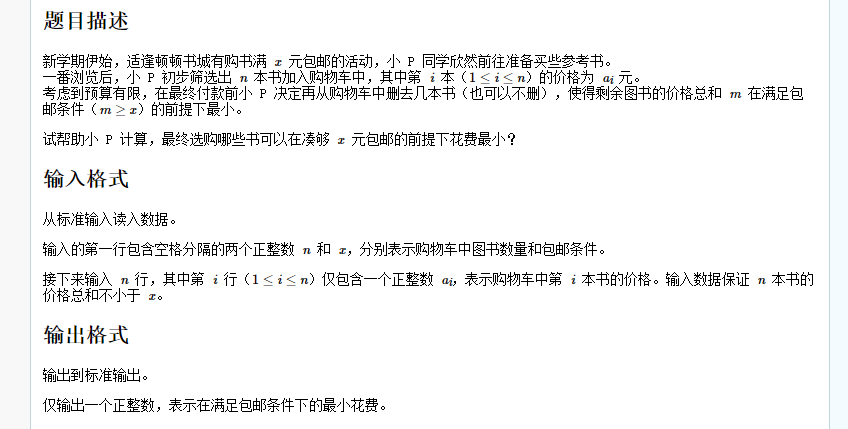 题目描述
新学期伊始，适逢顿顿书城有购书满 x 元包邮的活动，小 P 同学欣然前往准备买些参考书。
一番浏览后，小 P 初步筛选出 n 本书加入购物车中，其中第 i 本（1 ≤ i ≤ n）的价格为 aᵢ 元。
考虑到预算有限，在最终付款前小 P 决定再从购物车中删去几本书（也可以不删），使得剩余图书的价格总和 m 在满足包
邮条件（m ≥ x）的前提下最小。
试帮助小 P 计算，最终选购哪些书可以在凑够 x 元包邮的前提下花费最小？
输入格式
从标准输入读入数据。
输入的第一行包含空格分隔的两个正整数 n 和 x，分别表示购物车中图书数量和包邮条件。
接下来输入 n 行，其中第 i 行（1 ≤ i ≤ n）仅包含一个正整数 aᵢ，表示购物车中第 i 本书的价格。输入数据保证 n 本书的
价格总和不小于 x。
输出格式
输出到标准输出。
仅输出一个正整数，表示在满足包邮条件下的最小花费。